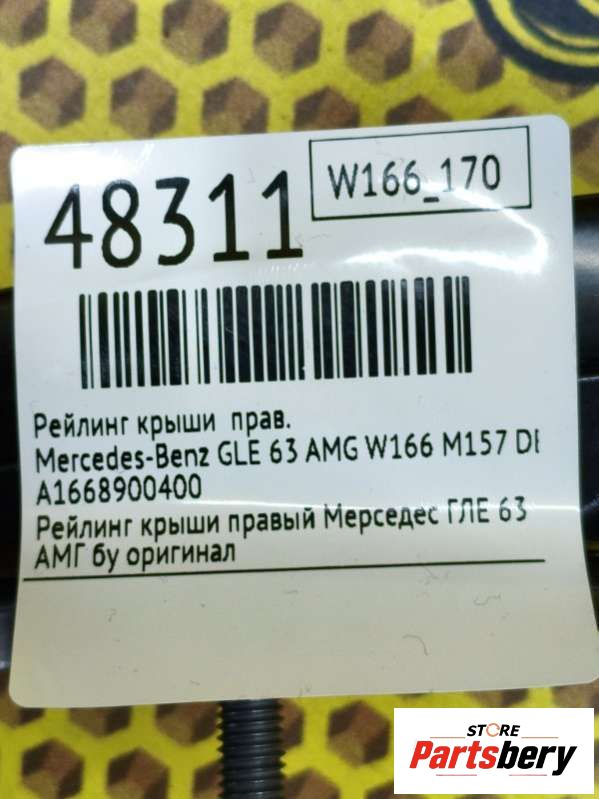 48311
W166_170
Рейлинг крыши прав.
Mercedes-Benz GLE 63 AMG W166 M157 DE
A1668900400
Рейлинг крыши правый Мерседес ГЛЕ 63
АМГ бу оригинал
STORE
Partsbery